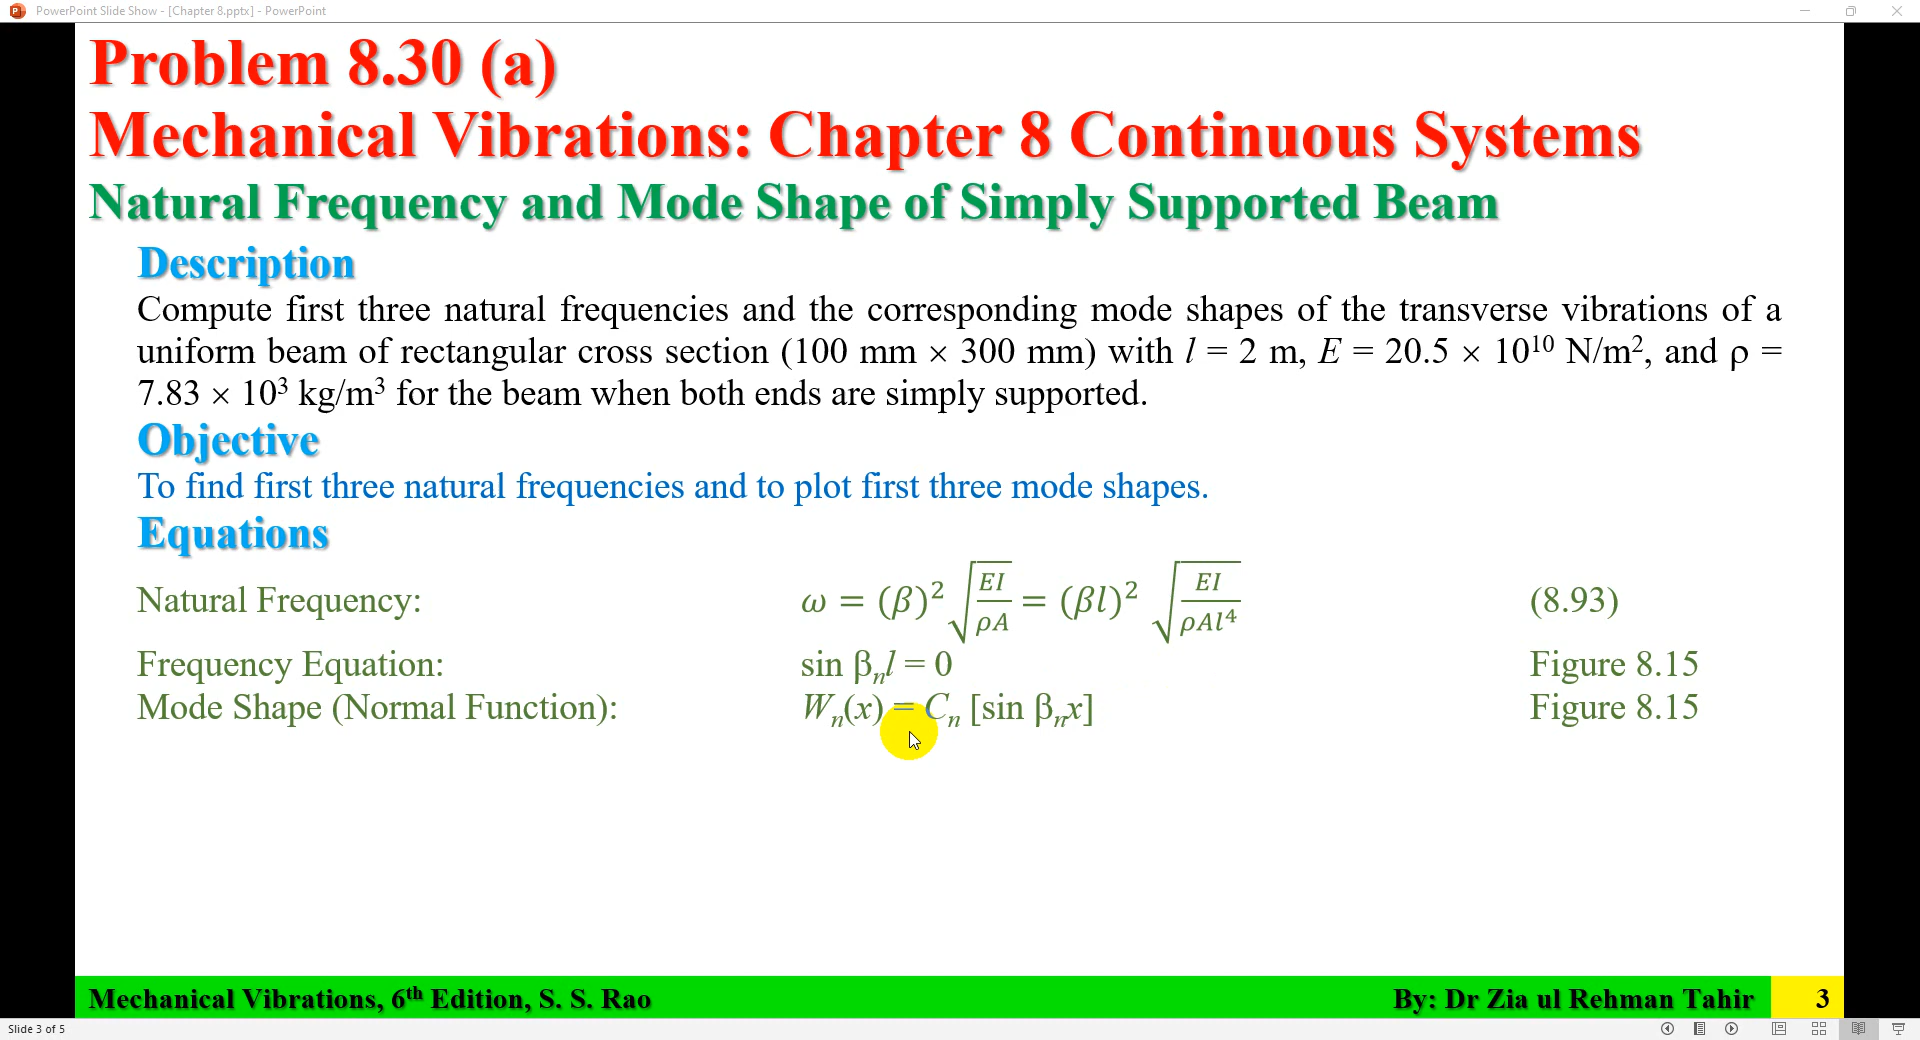 PowerPoint Slide Show - [Chapter 8.pptx] - PowerPoint
Problem 8.30 (a)
Mechanical Vibrations: Chapter 8 Continuous Systems
Natural Frequency and Mode Shape of Simply Supported Beam
Description
Compute first three natural frequencies and the corresponding mode shapes of the transverse vibrations of a
uniform beam of rectangular cross section (100 mm × 300 mm) with l = 2 m, E = 20.5 × 10¹⁰ N/m², and ρ =
7.83 × 10³ kg/m³ for the beam when both ends are simply supported.
Objective
To find first three natural frequencies and to plot first three mode shapes.
Equations
Natural Frequency: ω = (β)² √(EI/ρA) = (βl)² √(EI/ρAl⁴) (8.93)
Frequency Equation: sin βₙl = 0 Figure 8.15
Mode Shape (Normal Function): Wₙ(x) = Cₙ [sin βₙx] Figure 8.15
Mechanical Vibrations, 6th Edition, S. S. Rao By: Dr Zia ul Rehman Tahir 3
Slide 3 of 5